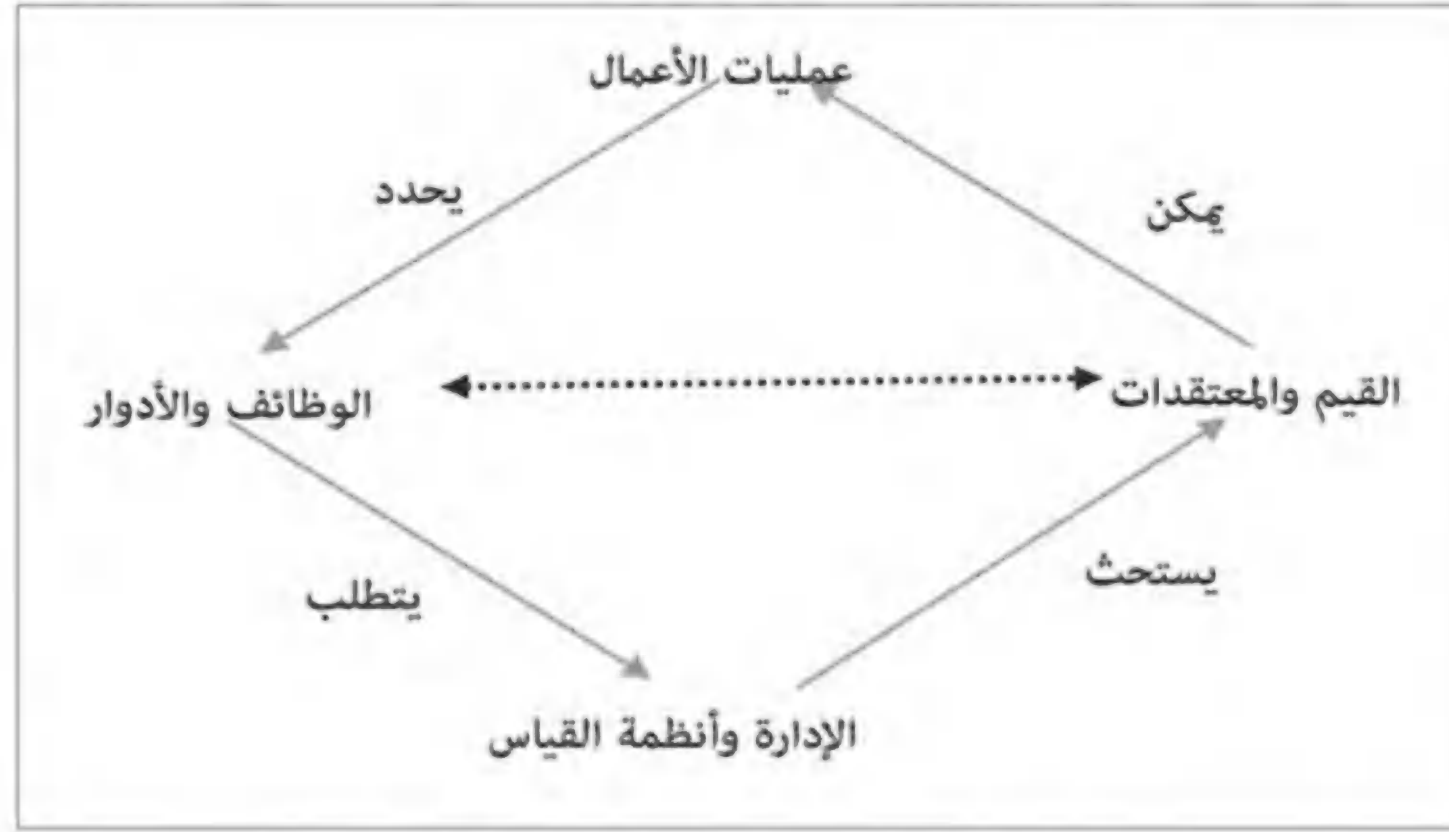 عمليات الأعمال
يحدد
يمكن
القيم والمعتقدات
الوظائف والأدوار
يستحث
يتطلب
الإدارة وأنظمة القياس